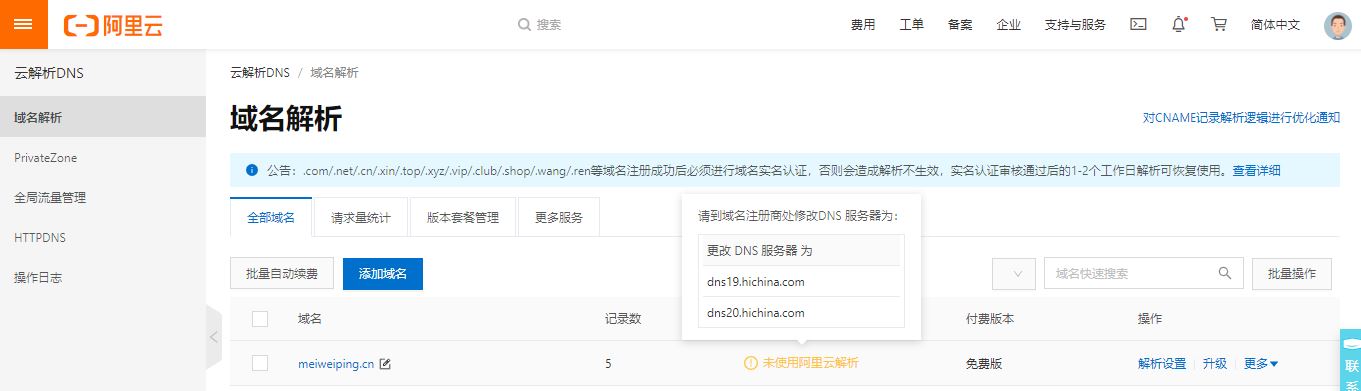 阿里云
搜索
费用 工单 备案 企业 支持与服务 简体中文
云解析DNS
域名解析
PrivateZone
全局流量管理
HTTPDNS
操作日志
云解析DNS / 域名解析
域名解析
对CNAME记录解析逻辑进行优化通知
公告：.com/.net/.cn/.xin/.top/.xyz/.vip/.club/.shop/.wang/.ren等域名注册成功后必须进行域名实名认证，否则会造成解析不生效，实名认证审核通过后的1-2个工作日解析可恢复使用。查看详细
全部域名 请求量统计 版本套餐管理 更多服务
请到域名注册商处修改DNS 服务器为：
更改 DNS 服务器 为
dns19.hichina.com
dns20.hichina.com
批量自动续费 添加域名 域名快速搜索 批量操作
域名 记录数 付费版本 操作
meiweiping.cn 5 未使用阿里云解析 免费版 解析设置 升级 更多
联
系